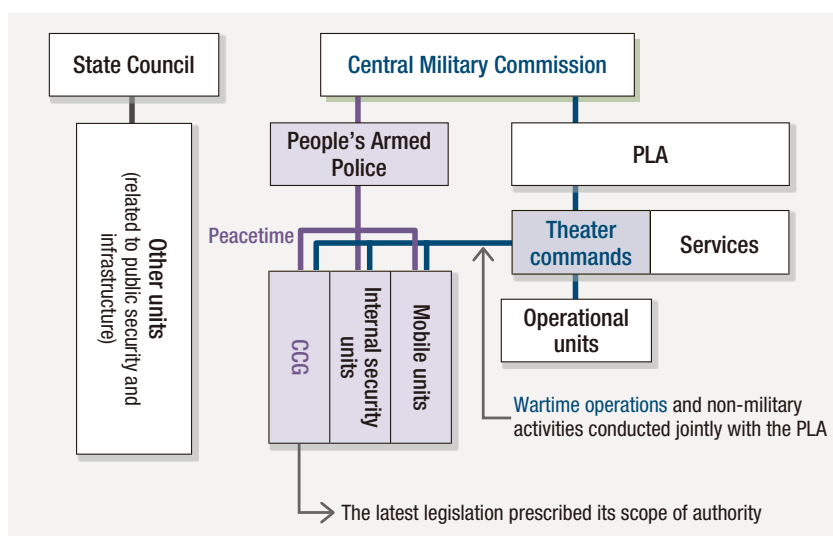 State Council
Central Military Commission
People's Armed
Police
PLA
Peacetime
Theater
commands
Services
Other units
(related to public security and
infrastructure)
CCG
Internal security
units
Mobile units
Operational
units
Wartime operations and non-military
activities conducted jointly with the PLA
The latest legislation prescribed its scope of authority